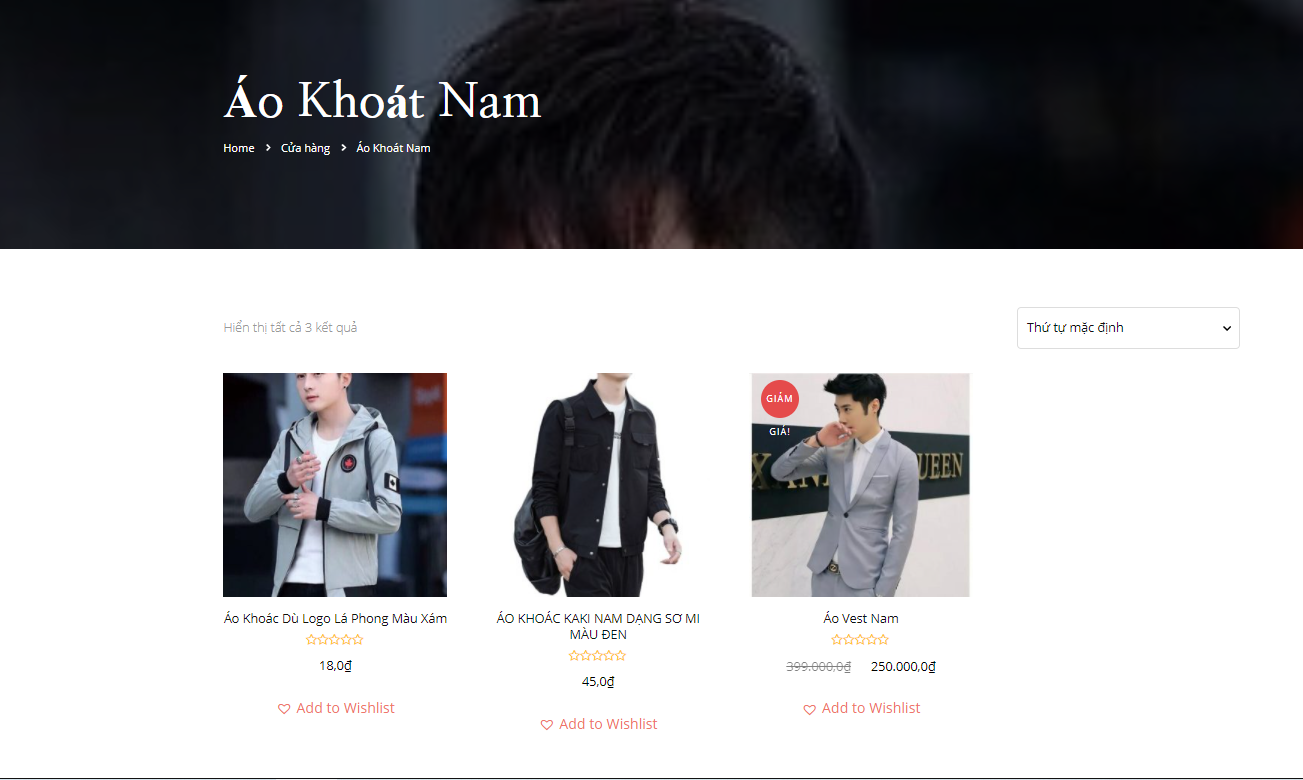 Áo Khoát Nam
Home > Cửa hàng > Áo Khoát Nam
Hiển thị tất cả 3 kết quả
Thứ tự mặc định
GIẢM
GIÁ!
UEEN
Áo Khoác Dù Logo Lá Phong Màu Xám
ÁO KHOÁC KAKI NAM DẠNG SƠ MI
MÀU ĐEN
Áo Vest Nam
18,0₫
45,0₫
399.000,0₫ 250.000,0₫
Add to Wishlist
Add to Wishlist
Add to Wishlist